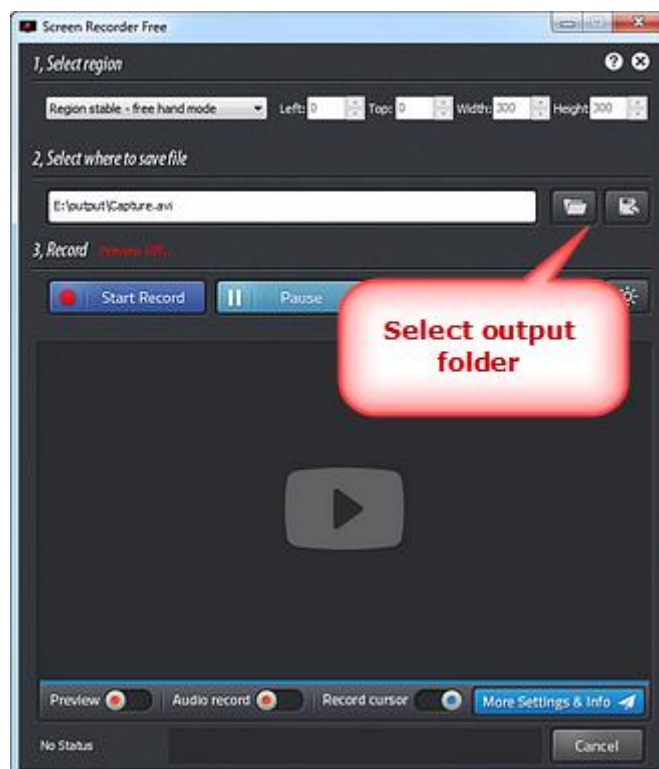 Screen Recorder Free
1, Select region
Region stable - free hand mode Left: 0 Top: 0 Width: 300 Height 300
2, Select where to save file
E:\output\Capture.avi
3, Record Preview Off...
Start Record Pause
Select output
folder
Preview Audio record Record cursor More Settings & Info
No Status Cancel